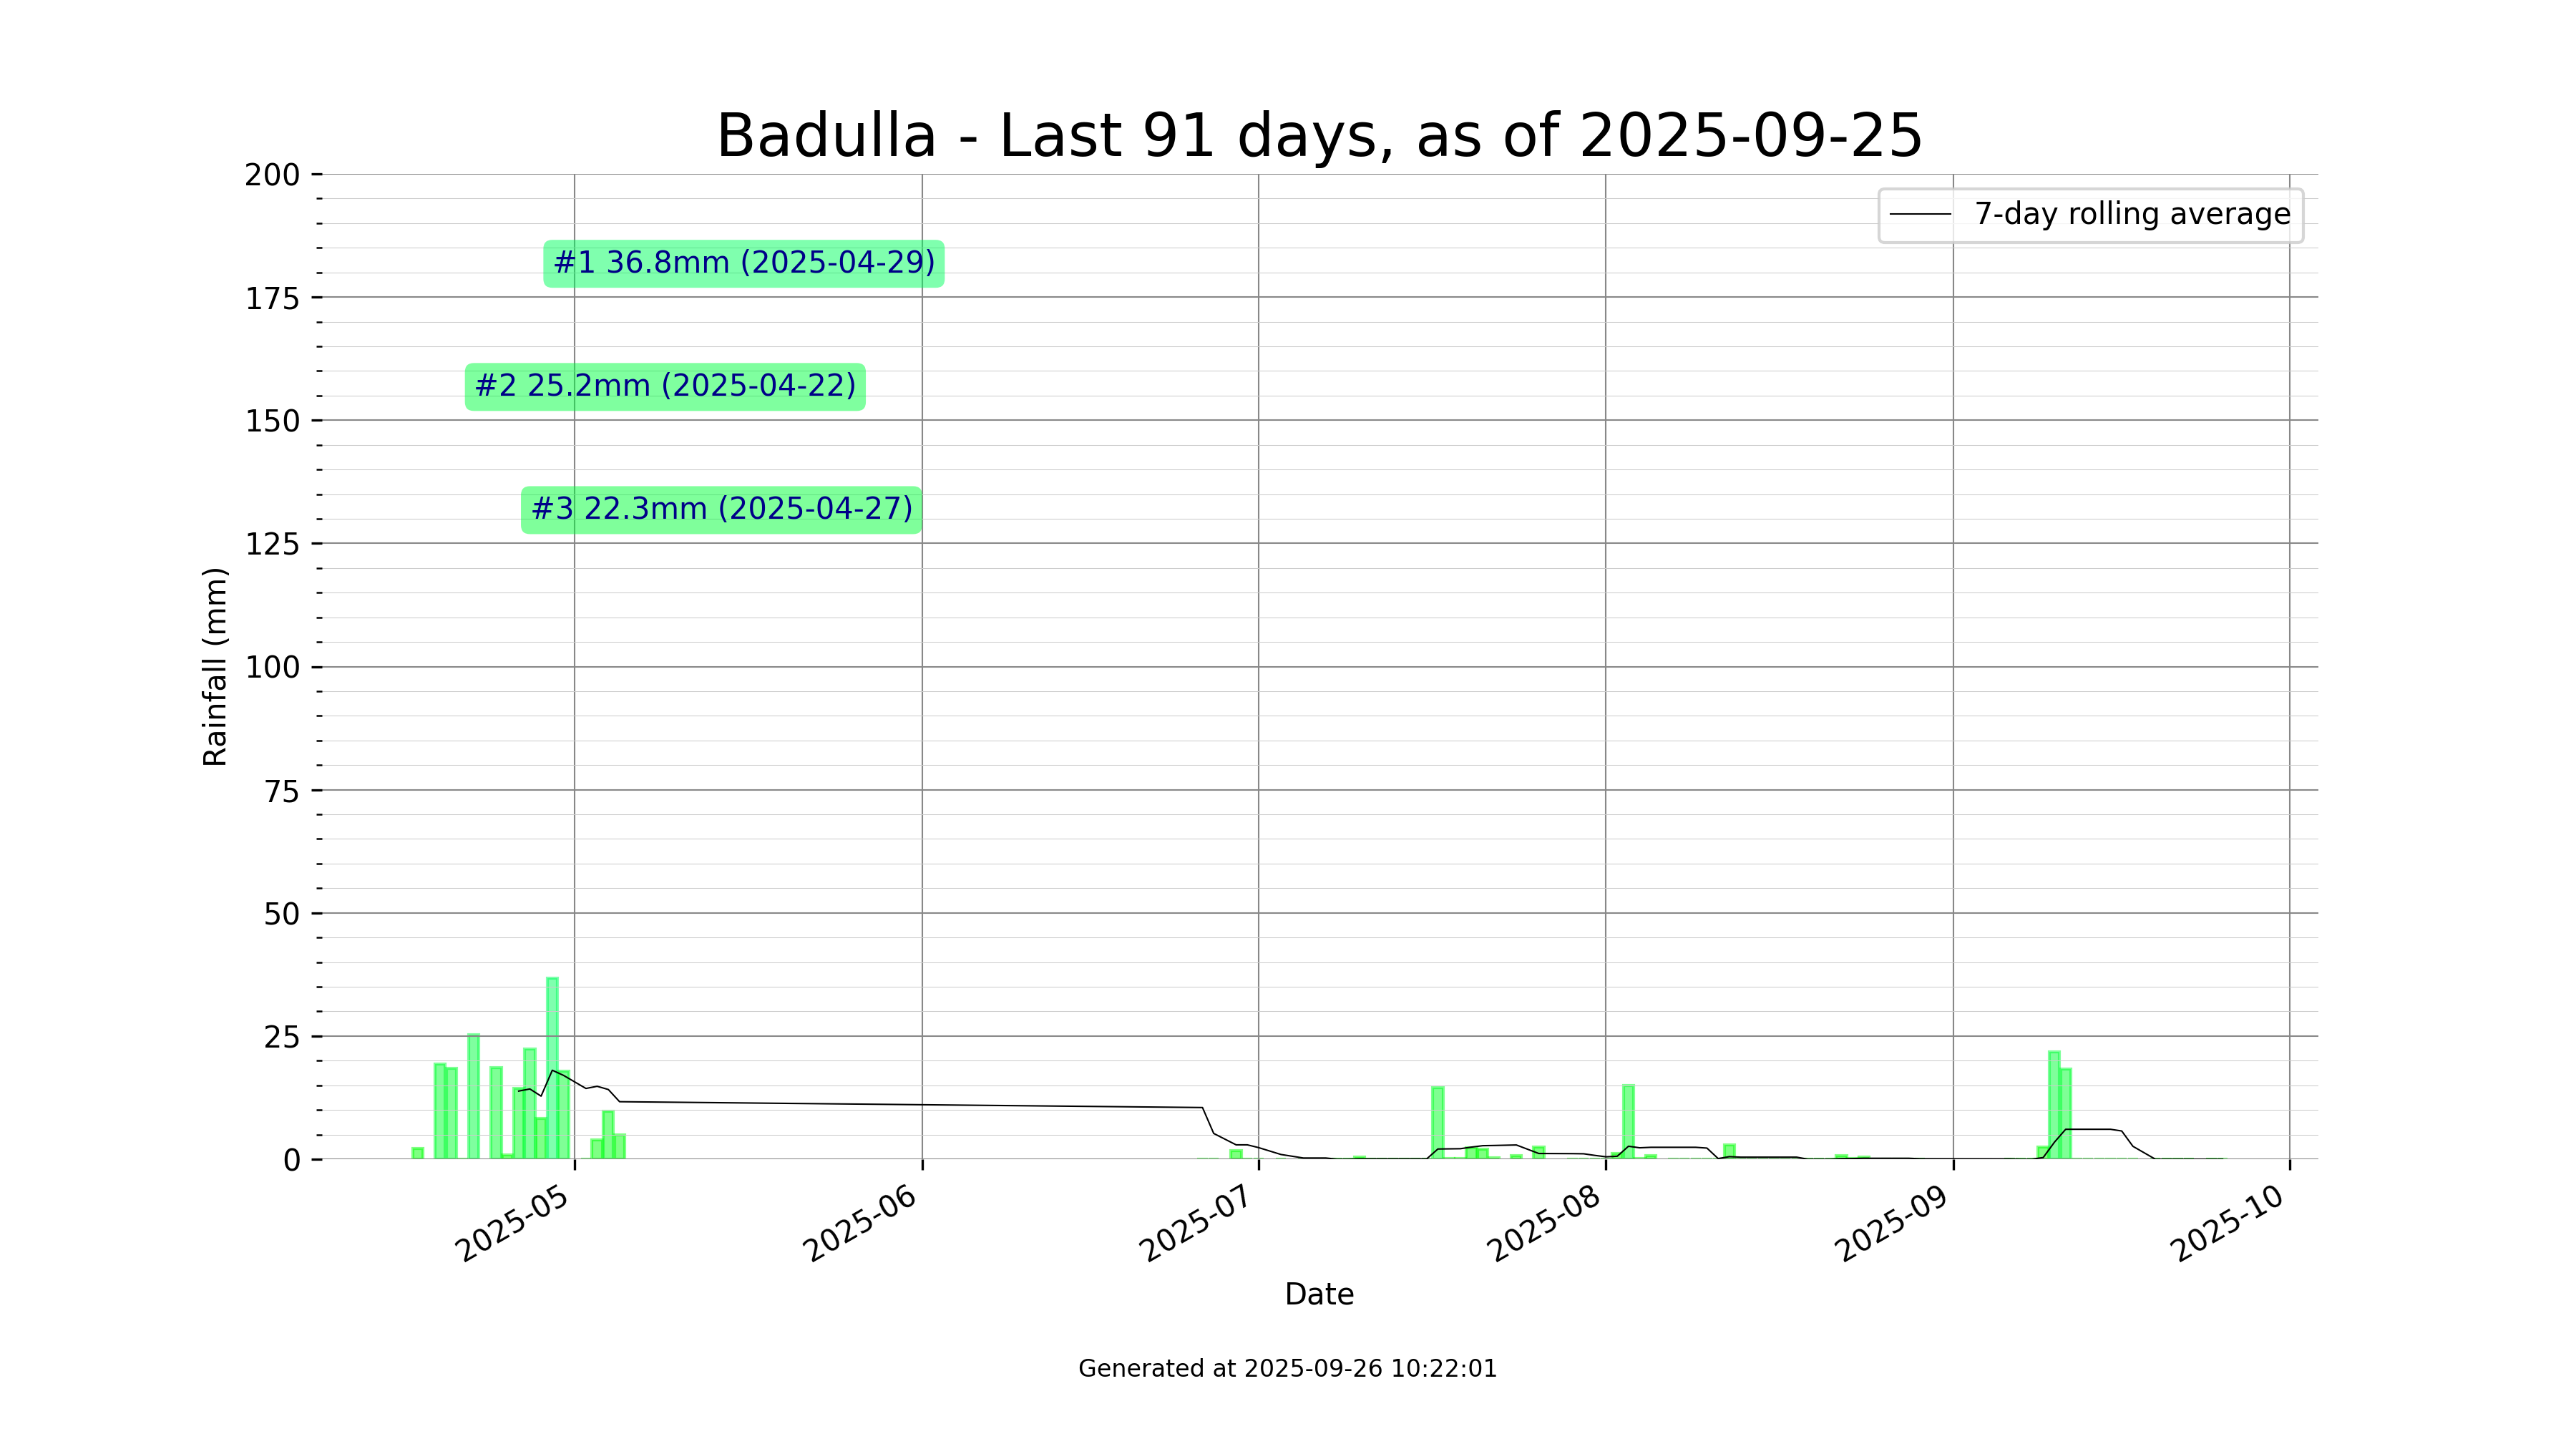 Badulla - Last 91 days, as of 2025-09-25
200
175
150
125
100
75
50
25
0
Rainfall (mm)
7-day rolling average
#1 36.8mm (2025-04-29)
#2 25.2mm (2025-04-22)
#3 22.3mm (2025-04-27)
2025-05
2025-06
2025-07
2025-08
2025-09
2025-10
Date
Generated at 2025-09-26 10:22:01